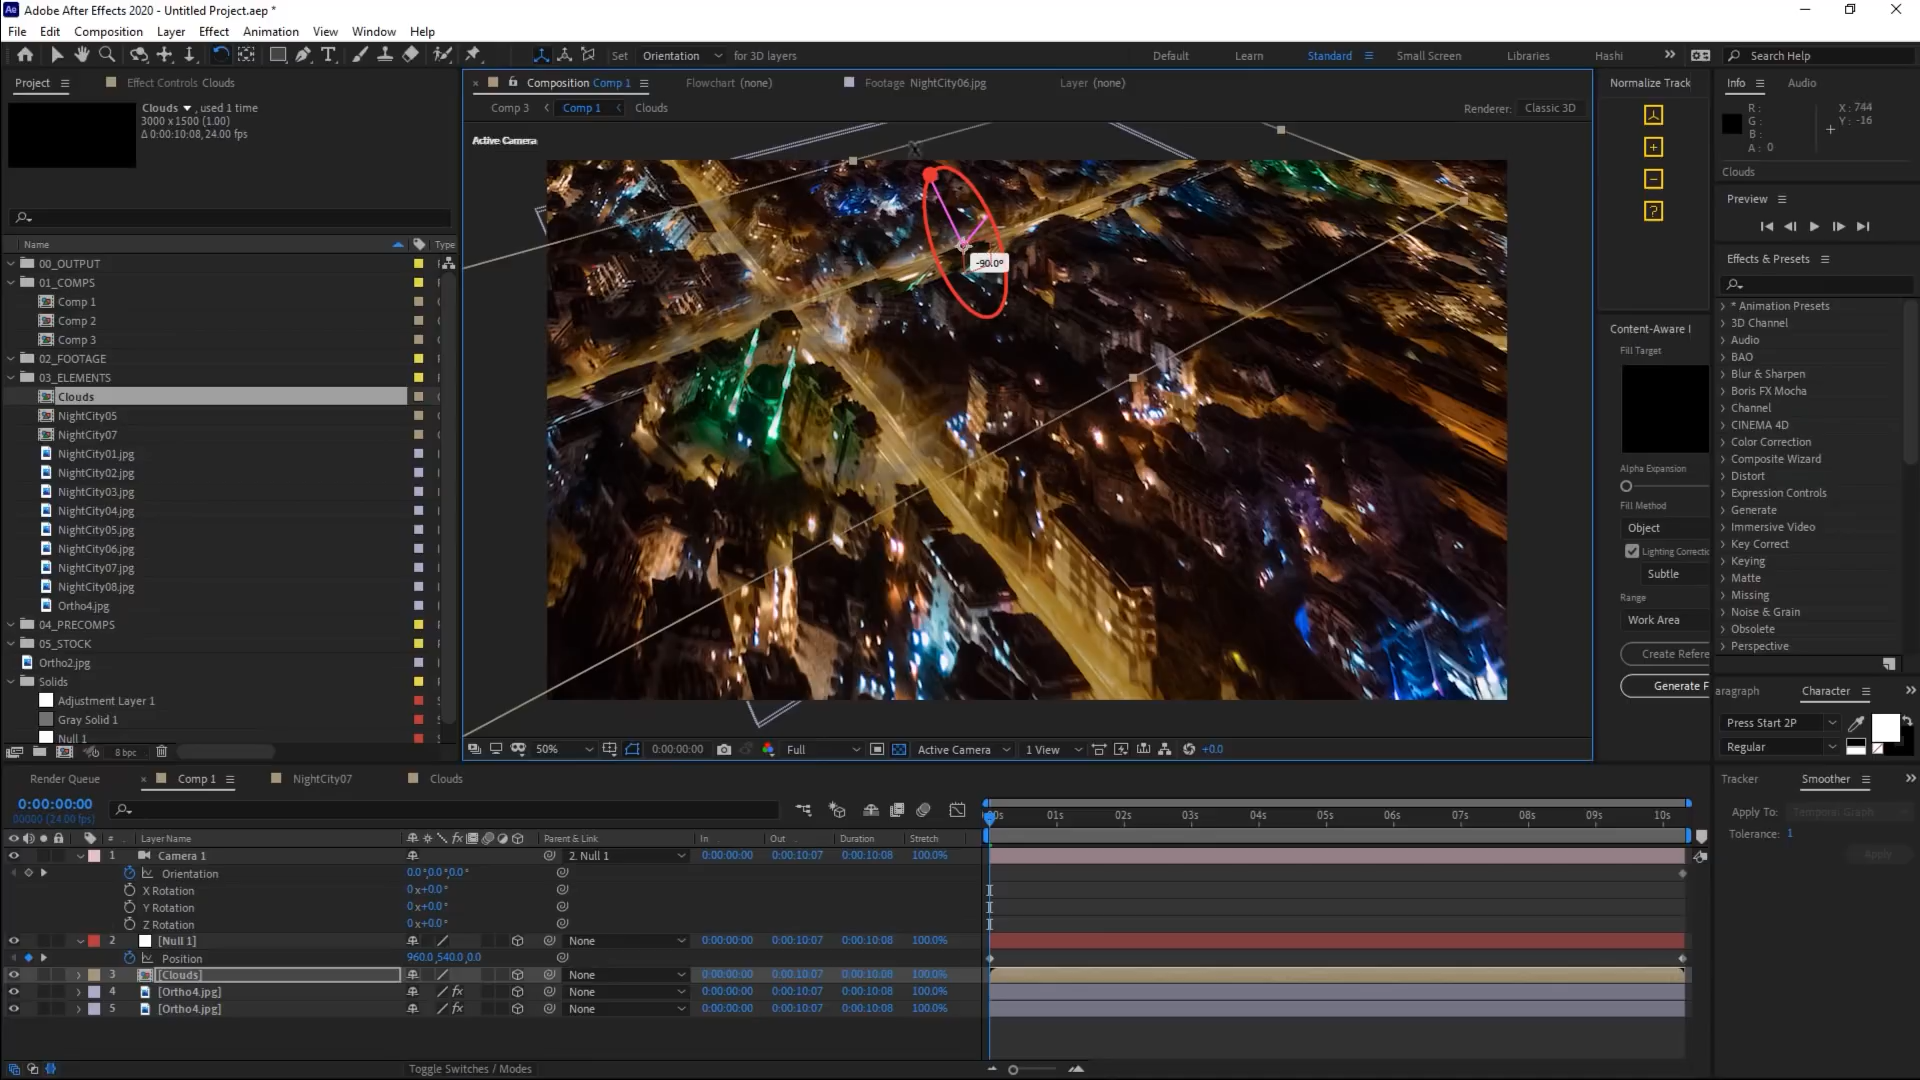 Adobe After Effects 2020 - Untitled Project.aep *
File Edit Composition Layer Effect Animation View Window Help
Set Orientation for 3D layers
Default Learn Standard Small Screen Libraries Hashi Search Help
Project Effect Controls Clouds
Clouds , used 1 time
3000 x 1500 (1.00)
Δ 0:00:10:08, 24.00 fps
Name Type
00_OUTPUT
01_COMPS
Comp 1
Comp 2
Comp 3
02_FOOTAGE
03_ELEMENTS
Clouds
NightCity05
NightCity07
NightCity01.jpg
NightCity02.jpg
NightCity03.jpg
NightCity04.jpg
NightCity05.jpg
NightCity06.jpg
NightCity07.jpg
NightCity08.jpg
Ortho4.jpg
04_PRECOMPS
05_STOCK
Ortho2.jpg
Solids
Adjustment Layer 1
Gray Solid 1
Null 1
8 bpc
Composition Comp 1 Flowchart (none) Footage NightCity06.jpg Layer (none)
Comp 3 Comp 1 Clouds Renderer: Classic 3D
Active Camera
-90.0°
50% 0:00:00:00 Full Active Camera 1 View +0.0
Normalize Track
Content-Aware
Fill Target
Alpha Expansion
Fill Method
Object
Lighting Correctio
Subtle
Range
Work Area
Create Refere
Generate F
Info Audio
R :
G :
B :
A : 0
X : 744
Y : -16
Clouds
Preview
Effects & Presets
* Animation Presets
3D Channel
Audio
BAO
Blur & Sharpen
Boris FX Mocha
Channel
CINEMA 4D
Color Correction
Composite Wizard
Distort
Expression Controls
Generate
Immersive Video
Key Correct
Keying
Matte
Missing
Noise & Grain
Obsolete
Perspective
aragraph Character
Press Start 2P
Regular
Tracker Smoother
Apply To: Temporal Graph
Tolerance: 1
Apply
Render Queue Comp 1 NightCity07 Clouds
0:00:00:00
00000 (24.00 fps)
# Layer Name Parent & Link In Out Duration Stretch
00s 01s 02s 03s 04s 05s 06s 07s 08s 09s 10s
1 Camera 1 2. Null 1 0:00:00:00 0:00:10:07 0:00:10:08 100.0%
Orientation 0.0°,0.0°,0.0°
X Rotation 0x+0.0°
Y Rotation 0x+0.0°
Z Rotation 0x+0.0°
2 [Null 1] None 0:00:00:00 0:00:10:07 0:00:10:08 100.0%
Position 960.0,540.0,0.0
3 [Clouds] None 0:00:00:00 0:00:10:07 0:00:10:08 100.0%
4 [Ortho4.jpg] None 0:00:00:00 0:00:10:07 0:00:10:08 100.0%
5 [Ortho4.jpg] None 0:00:00:00 0:00:10:07 0:00:10:08 100.0%
Toggle Switches / Modes